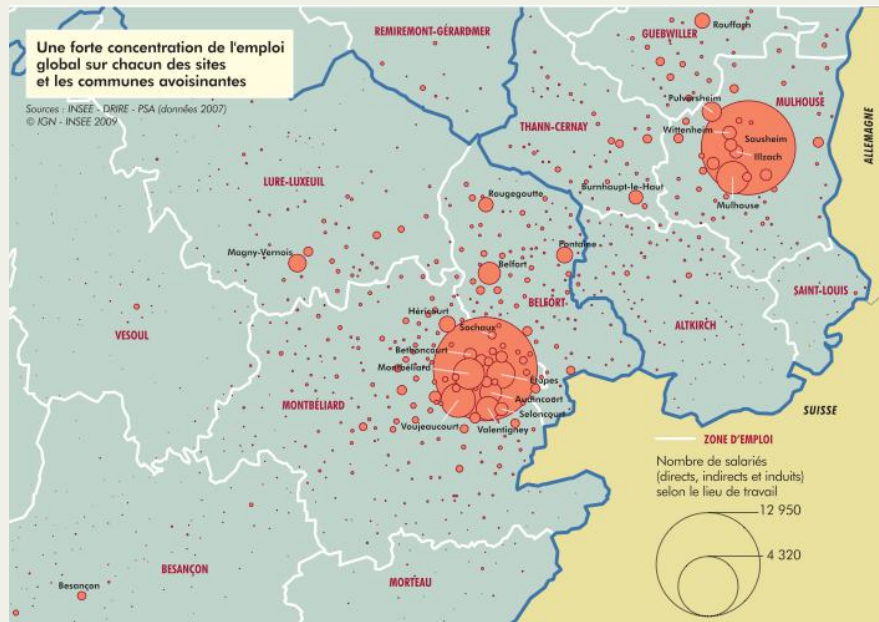 Une forte concentration de l'emploi
global sur chacun des sites
et les communes avoisinantes
Sources : INSEE - DRIRE - PSA (données 2007)
© IGN - INSEE 2009
REMIREMONT-GÉRARDMER
GUEBWILLER
Rouffach
Pulversheim
MULHOUSE
Wittenheim
Sausheim
Illzach
THANN-CERNAY
ALLEMAGNE
LURE-LUXEUIL
Rougegoutte
Burnhaupt-le-Haut
Mulhouse
Magny-Vernois
Fontaine
Belfort
BELFORT
SAINT-LOUIS
Héricourt
Sochaux
ALTKIRCH
VESOUL
Bethoncourt
Montbéliard
Etupes
MONTBÉLIARD
Audincourt
Seloncourt
Voujeaucourt
Valentigney
SUISSE
ZONE D'EMPLOI
Nombre de salariés
(directs, indirects et induits)
selon le lieu de travail
12 950
4 320
BESANÇON
Besançon
MORTEAU